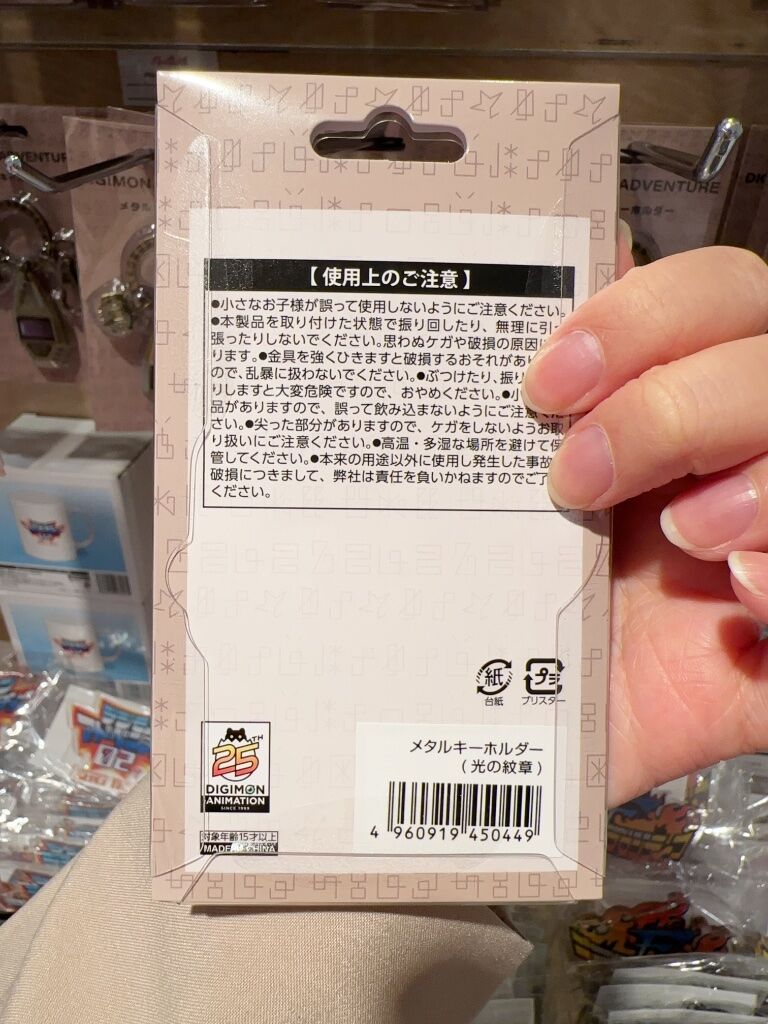 ADVENTURE
DIGIMON
ADVENTURE
【使用上のご注意】
●小さなお子様が誤って使用しないようにご注意ください。
●本製品を取り付けた状態で振り回したり、無理に引っ
張ったりしないでください。思わぬケガや破損の原因に
ります。●金具を強くひきますと破損するおそれがあり
ので、乱暴に扱わないでください。●ぶつけたり、振り
りしますと大変危険ですので、おやめください。●小
品がありますので、誤って飲み込まないようにご注意くだ
さい。●尖った部分がありますので、ケガをしないようお取
り扱いにご注意ください。●高温・多湿な場所を避けて保
管してください。●本来の用途以外に使用し発生した事故
破損につきまして、弊社は責任を負いかねますのでご了
ください。
紙
台紙
プラ
ブリスター
25TH
DIGIMON
ANIMATION
SINCE 1999
対象年齢15才以上
MADE IN CHINA
メタルキーホルダー
(光の紋章)
4 960919 450449